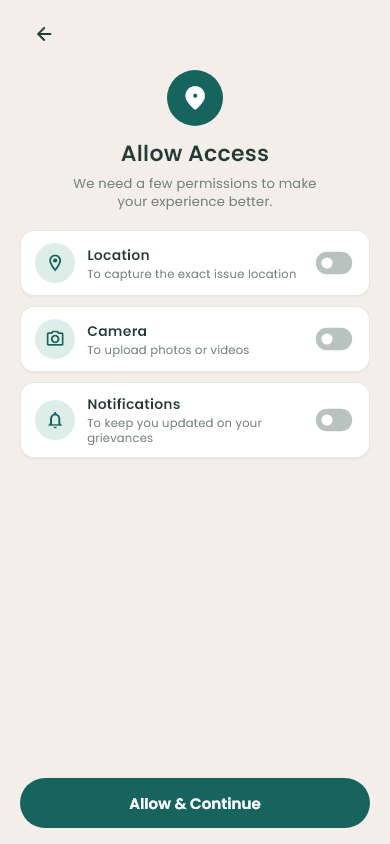 Allow Access
We need a few permissions to make
your experience better.
Location
To capture the exact issue location
Camera
To upload photos or videos
Notifications
To keep you updated on your
grievances
Allow & Continue